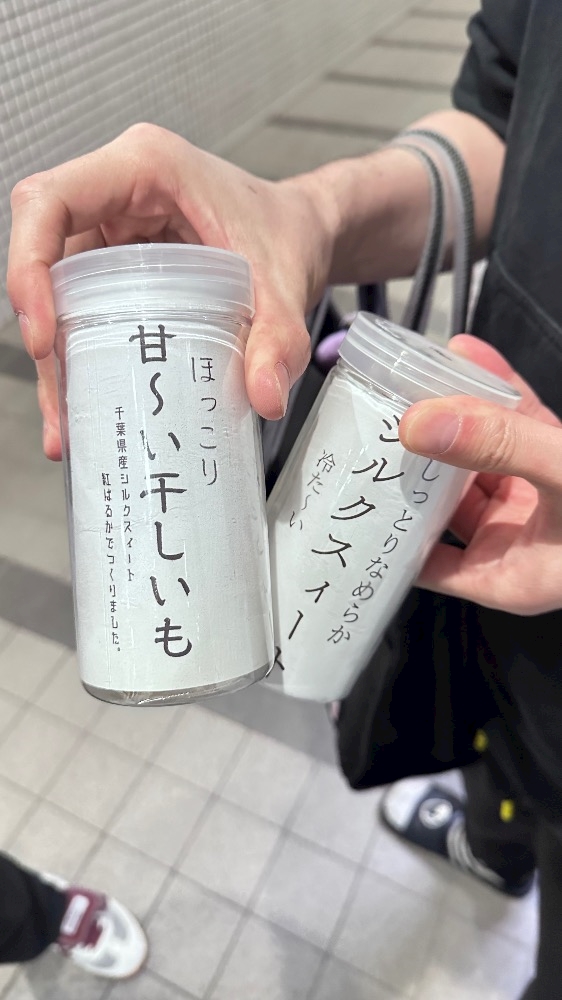 ほっこり
甘〜い干しいも
千葉県産シルクスイート
紅はるかでつくりました。
しっとりなめらか
シルクスイー
冷た〜い